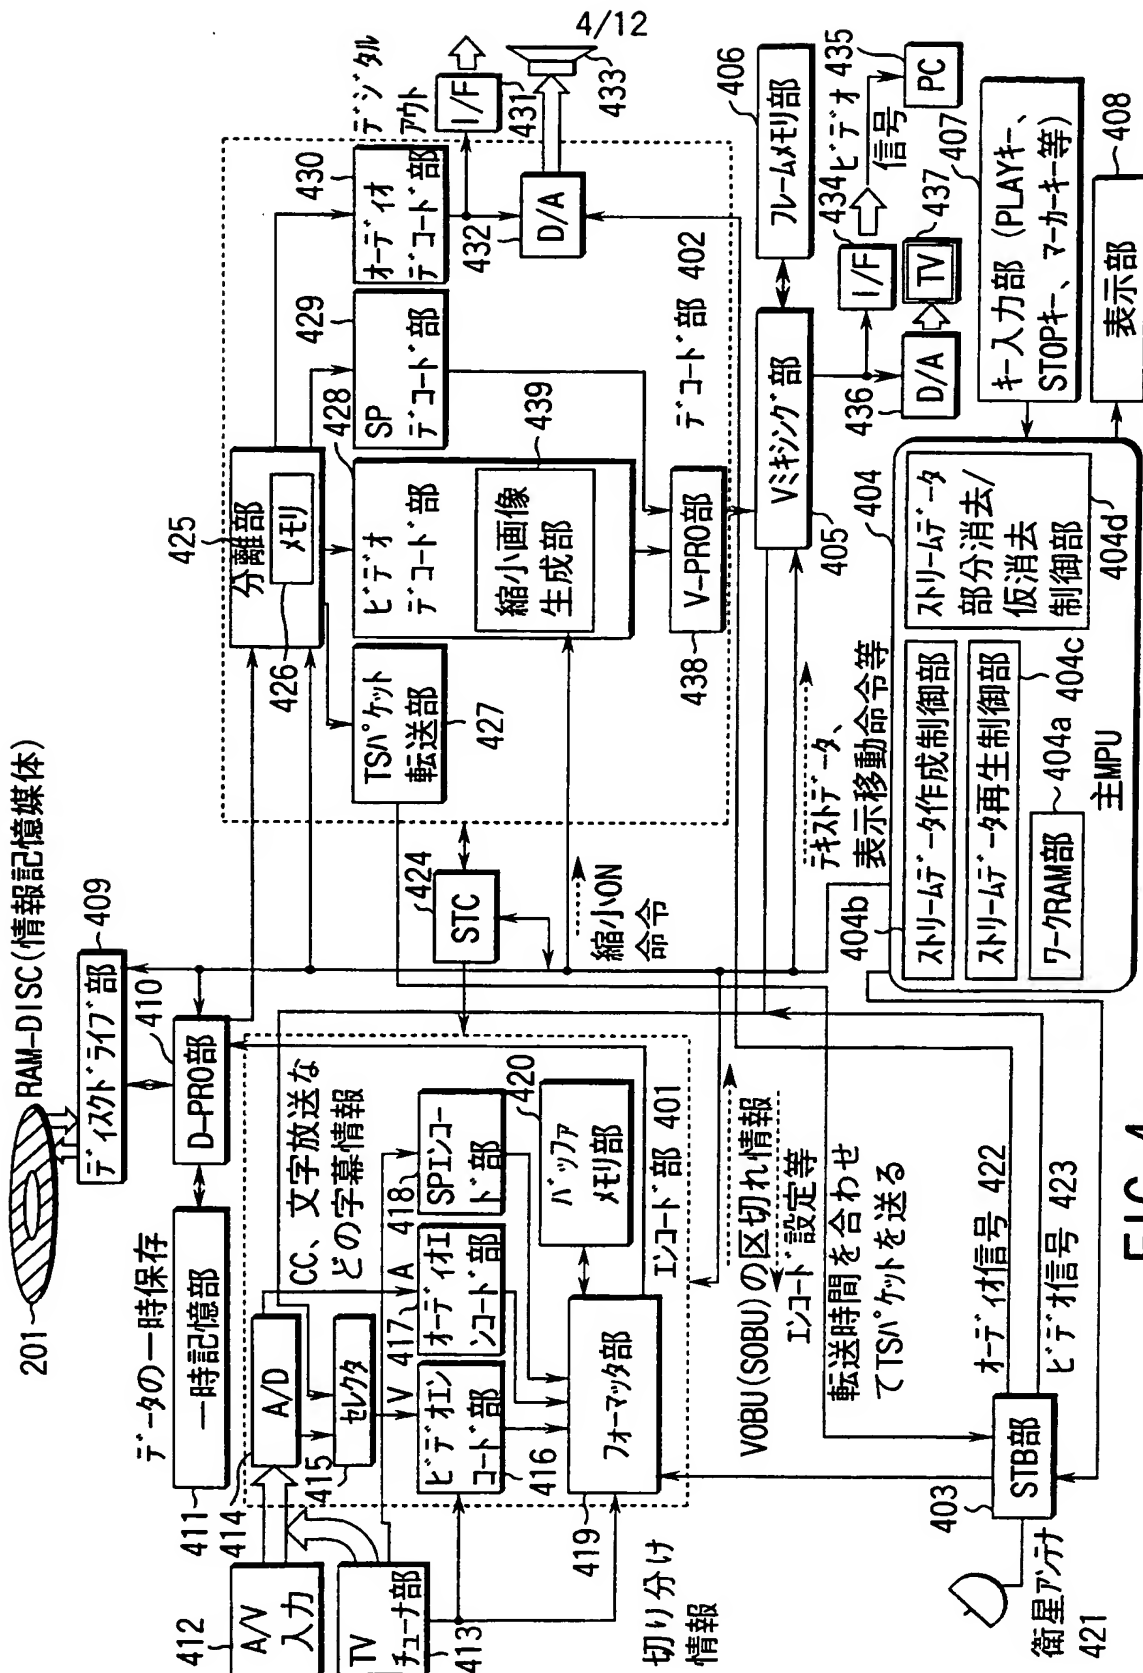 4/12
RAM-DISC(情報記憶媒体)
201
ディスクドライブ部
409
データの一時保存
一時記憶部
411
D-PRO部
410
A/V
入力
412
TV
チューナ部
413
A/D
414
セレクタ
415
CC、文字放送な
どの字幕情報
V
A
ビデオエン
コード部
416
オーディオエ
ンコード部
417
SPエンコー
ド部
418
フォーマッタ部
419
バッファ
メモリ部
420
エンコード部 401
切り分け
情報
STC
424
縮小ON
命令
VOBU(SOBU)の区切れ情報
エンコード設定等
転送時間を合わせ
てTSパケットを送る
オーディオ信号 422
ビデオ信号 423
STB部
403
衛星アンテナ
421
分離部
425
メモリ
426
TSパケット
転送部
427
ビデオ
デコード部
428
縮小画像
生成部
439
SP
デコード部
429
オーディオ
デコード部
430
デジタル
アウト
I/F
431
D/A
432
433
V-PRO部
438
デコード部 402
Vミキシング部
405
フレームメモリ部
406
I/F
434
ビデオ
信号
PC
435
D/A
436
TV
437
テキストデータ、
表示移動命令等
キー入力部 (PLAYキー、
STOPキー、マーカーキー等)
407
表示部
408
404
404b
ストリームデータ作成制御部
ストリームデータ再生制御部
404c
ワークRAM部
404a
ストリームデータ
部分消去/
仮消去
制御部
404d
主MPU
FIG. 4